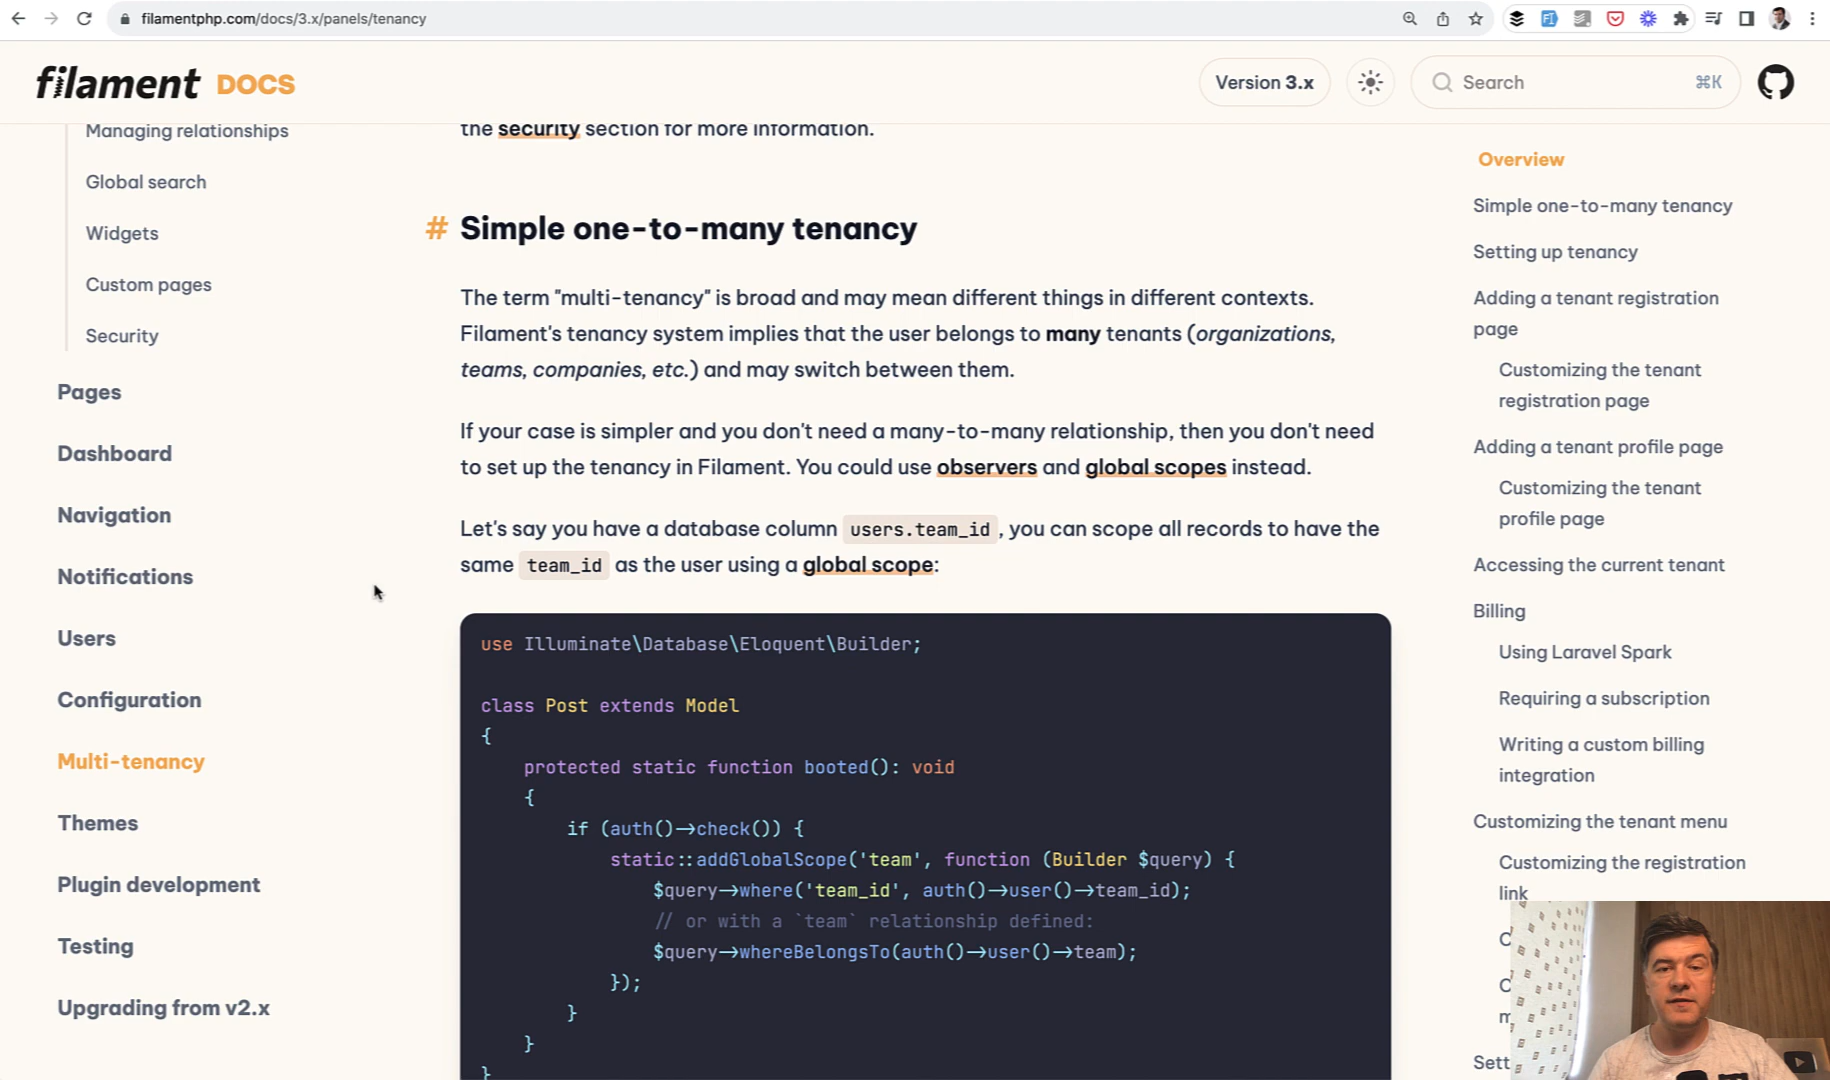 filamentphp.com/docs/3.x/panels/tenancy
filament DOCS
Version 3.x
Search
⌘K
Managing relationships
Global search
Widgets
Custom pages
Security
Pages
Dashboard
Navigation
Notifications
Users
Configuration
Multi-tenancy
Themes
Plugin development
Testing
Upgrading from v2.x
the security section for more information.
# Simple one-to-many tenancy
The term "multi-tenancy" is broad and may mean different things in different contexts.
Filament's tenancy system implies that the user belongs to many tenants (organizations,
teams, companies, etc.) and may switch between them.
If your case is simpler and you don't need a many-to-many relationship, then you don't need
to set up the tenancy in Filament. You could use observers and global scopes instead.
Let's say you have a database column users.team_id, you can scope all records to have the
same team_id as the user using a global scope:
use Illuminate\Database\Eloquent\Builder;
class Post extends Model
{
protected static function booted(): void
{
if (auth()->check()) {
static::addGlobalScope('team', function (Builder $query) {
$query->where('team_id', auth()->user()->team_id);
// or with a `team` relationship defined:
$query->whereBelongsTo(auth()->user()->team);
});
}
}
}
Overview
Simple one-to-many tenancy
Setting up tenancy
Adding a tenant registration
page
Customizing the tenant
registration page
Adding a tenant profile page
Customizing the tenant
profile page
Accessing the current tenant
Billing
Using Laravel Spark
Requiring a subscription
Writing a custom billing
integration
Customizing the tenant menu
Customizing the registration
link
Sett